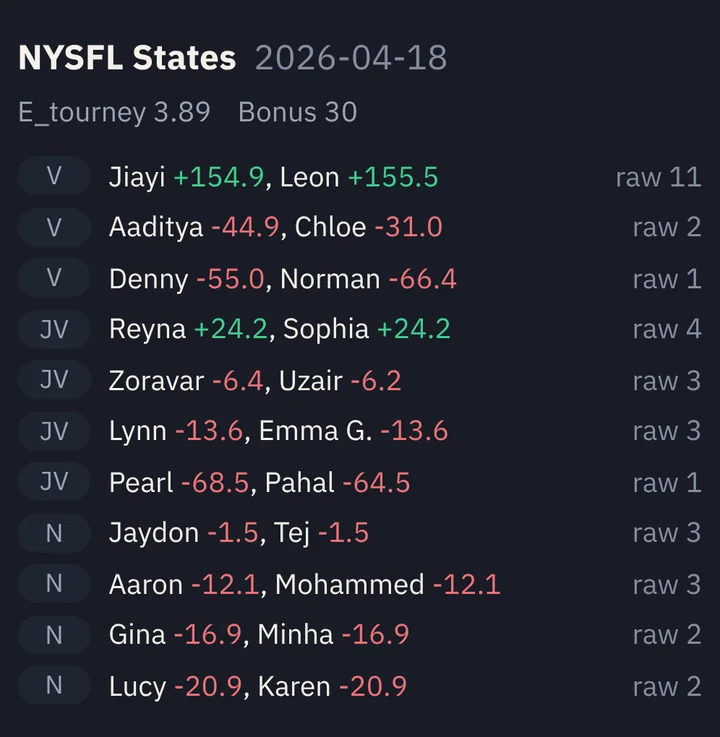 NYSFL States 2026-04-18
E_tourney 3.89 Bonus 30
V Jiayi +154.9, Leon +155.5 raw 11
V Aaditya -44.9, Chloe -31.0 raw 2
V Denny -55.0, Norman -66.4 raw 1
JV Reyna +24.2, Sophia +24.2 raw 4
JV Zoravar -6.4, Uzair -6.2 raw 3
JV Lynn -13.6, Emma G. -13.6 raw 3
JV Pearl -68.5, Pahal -64.5 raw 1
N Jaydon -1.5, Tej -1.5 raw 3
N Aaron -12.1, Mohammed -12.1 raw 3
N Gina -16.9, Minha -16.9 raw 2
N Lucy -20.9, Karen -20.9 raw 2